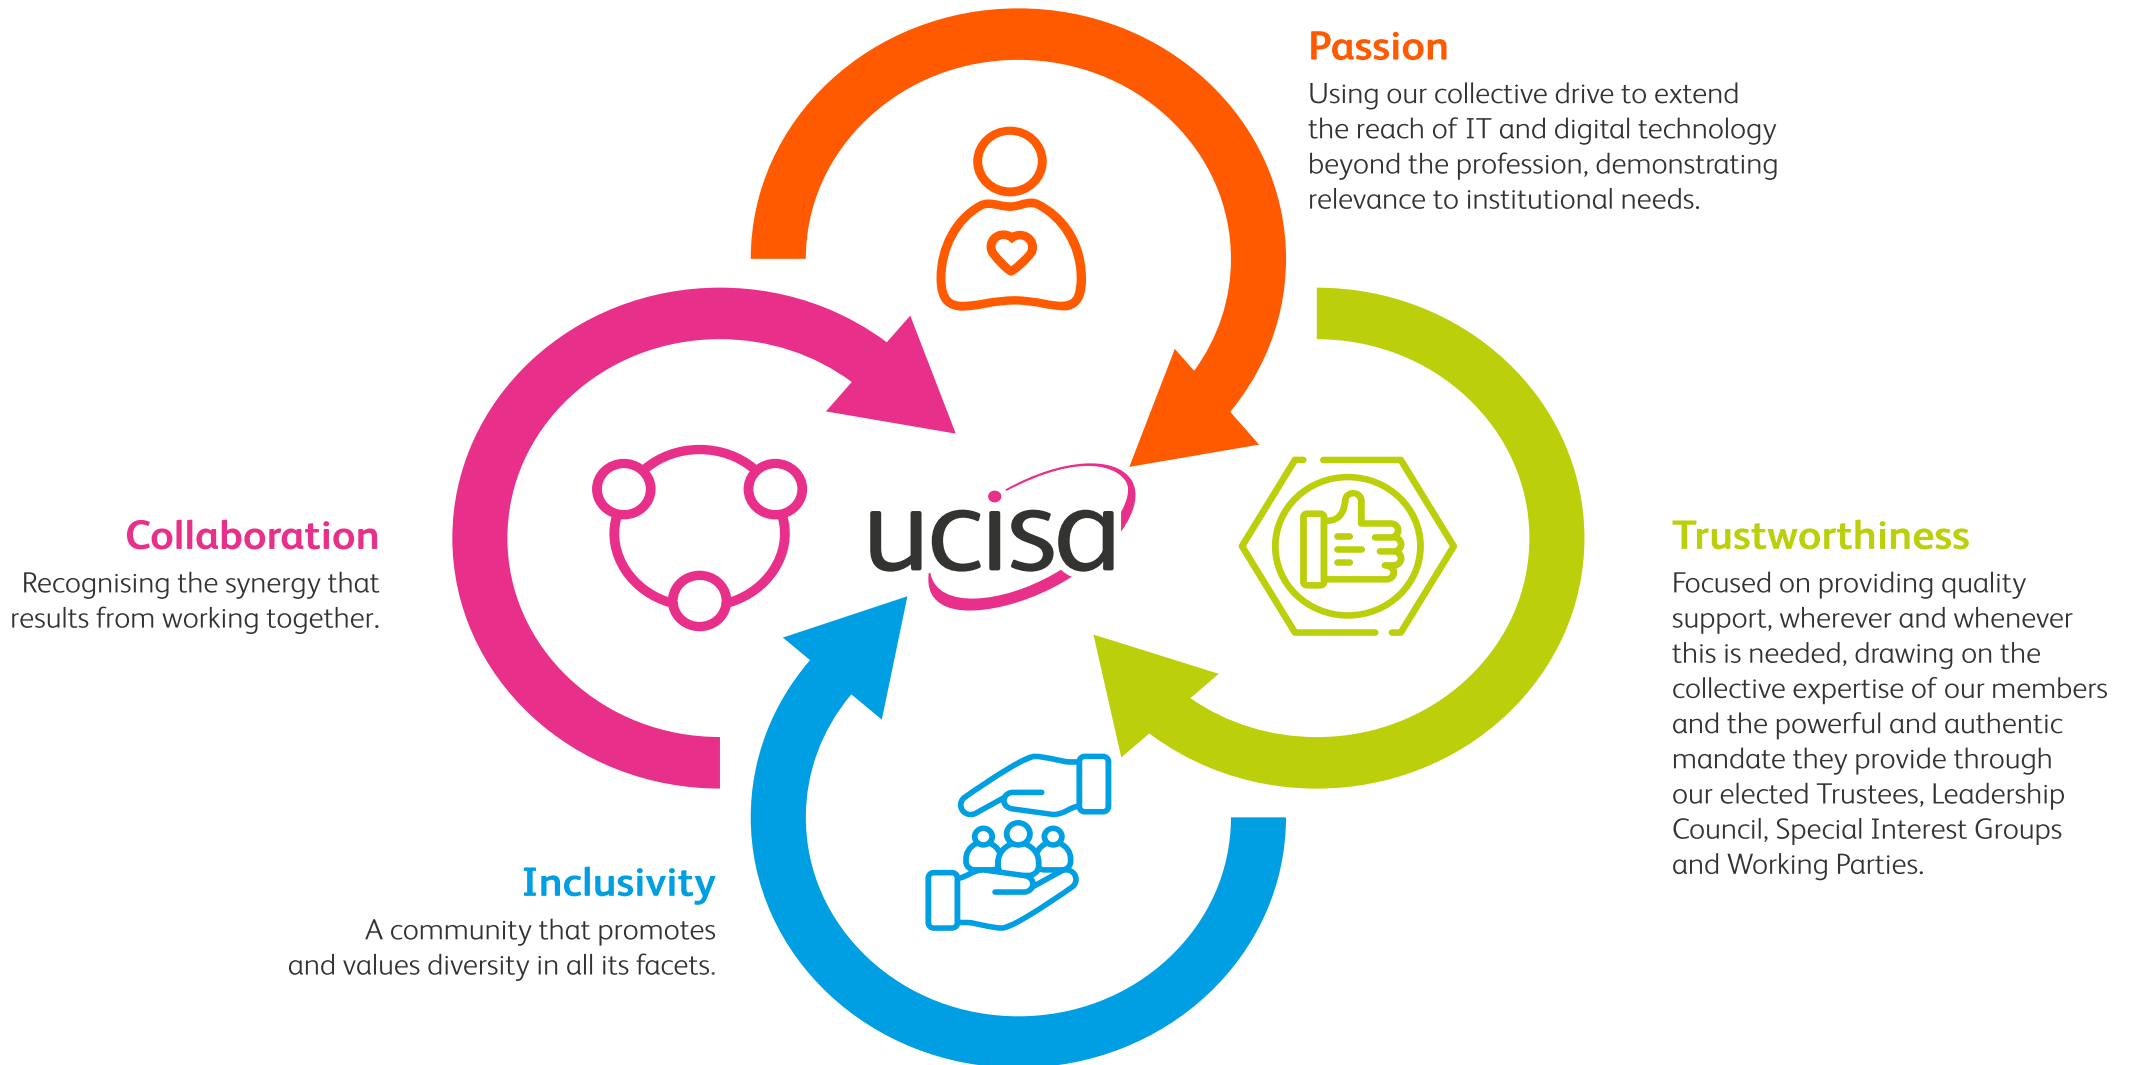 Passion
Using our collective drive to extend
the reach of IT and digital technology
beyond the profession, demonstrating
relevance to institutional needs.
Collaboration
Recognising the synergy that
results from working together.
ucisa
Trustworthiness
Focused on providing quality
support, wherever and whenever
this is needed, drawing on the
collective expertise of our members
and the powerful and authentic
mandate they provide through
our elected Trustees, Leadership
Council, Special Interest Groups
and Working Parties.
Inclusivity
A community that promotes
and values diversity in all its facets.